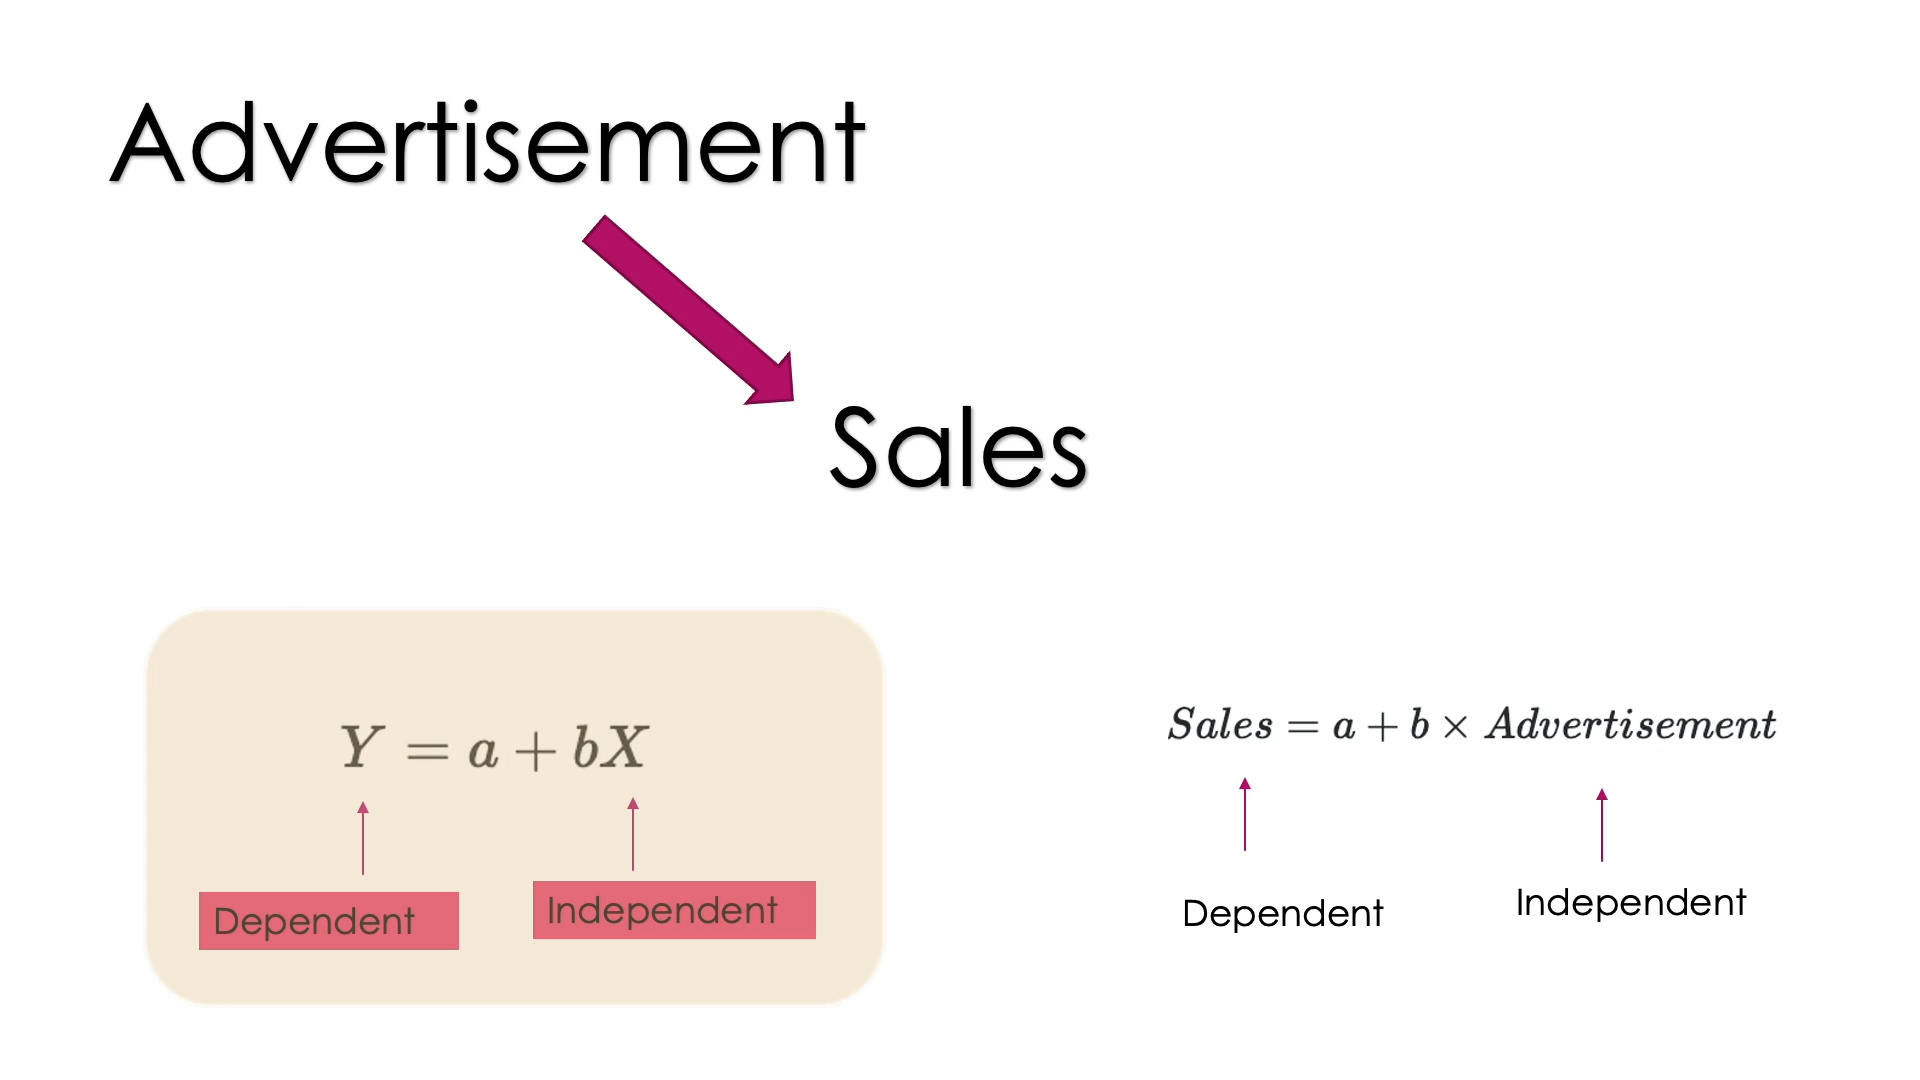 Advertisement
Sales
Y = a + bX
Dependent
Independent
Sales = a + b × Advertisement
Dependent
Independent